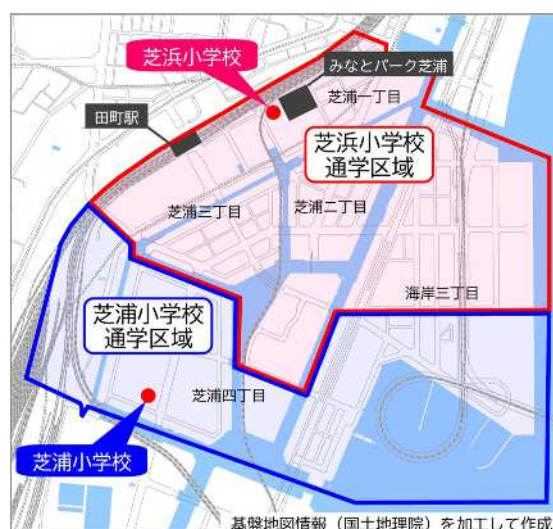 芝浜小学校
みなとパーク芝浦
芝浦一丁目
田町駅
芝浜小学校
通学区域
芝浦三丁目
芝浦二丁目
海岸三丁目
芝浦小学校
通学区域
芝浦四丁目
芝浦小学校
基盤地図情報（国土地理院）を加工して作成